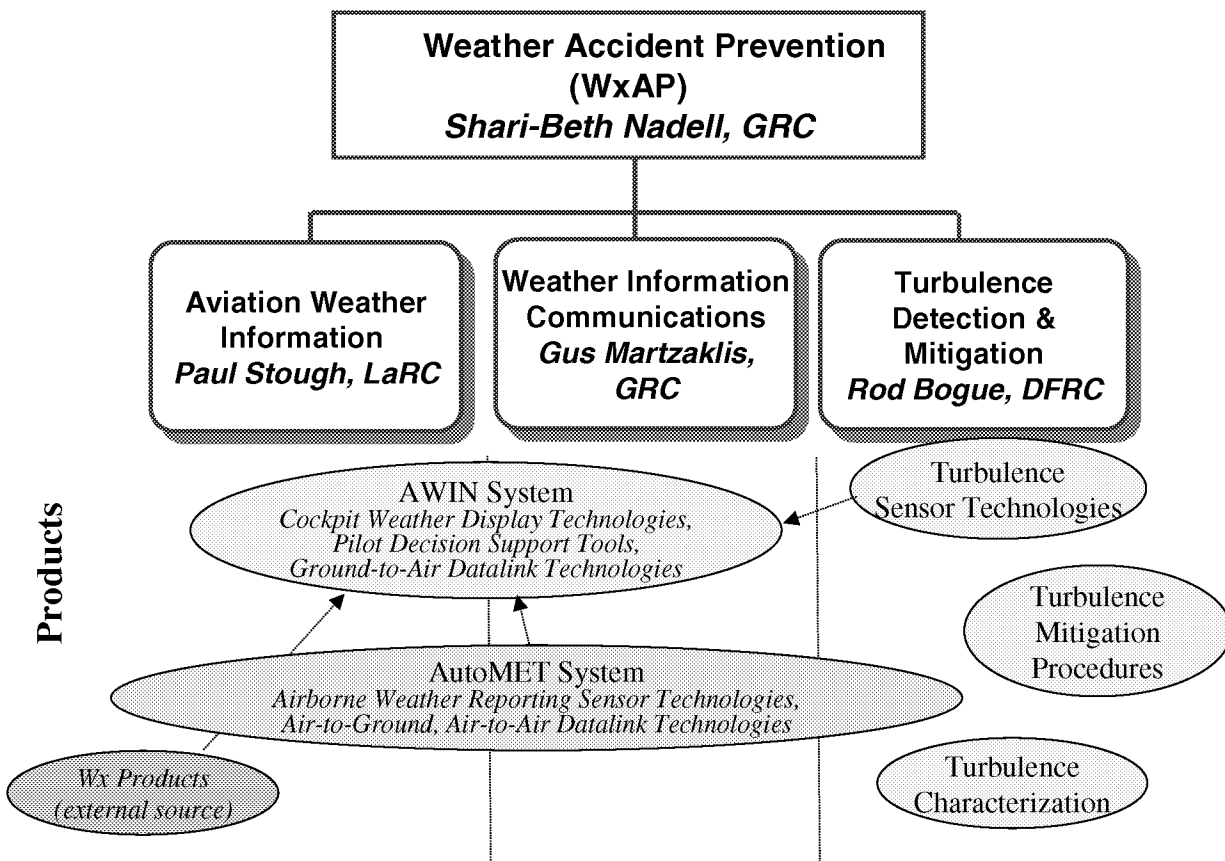 Weather Accident Prevention
(WxAP)
Shari-Beth Nadell, GRC
Aviation Weather
Information
Paul Stough, LaRC
Weather Information
Communications
Gus Martzaklis,
GRC
Turbulence
Detection &
Mitigation
Rod Bogue, DFRC
Products
AWIN System
Cockpit Weather Display Technologies,
Pilot Decision Support Tools,
Ground-to-Air Datalink Technologies
Turbulence
Sensor Technologies
Turbulence
Mitigation
Procedures
AutoMET System
Airborne Weather Reporting Sensor Technologies,
Air-to-Ground, Air-to-Air Datalink Technologies
Wx Products
(external source)
Turbulence
Characterization